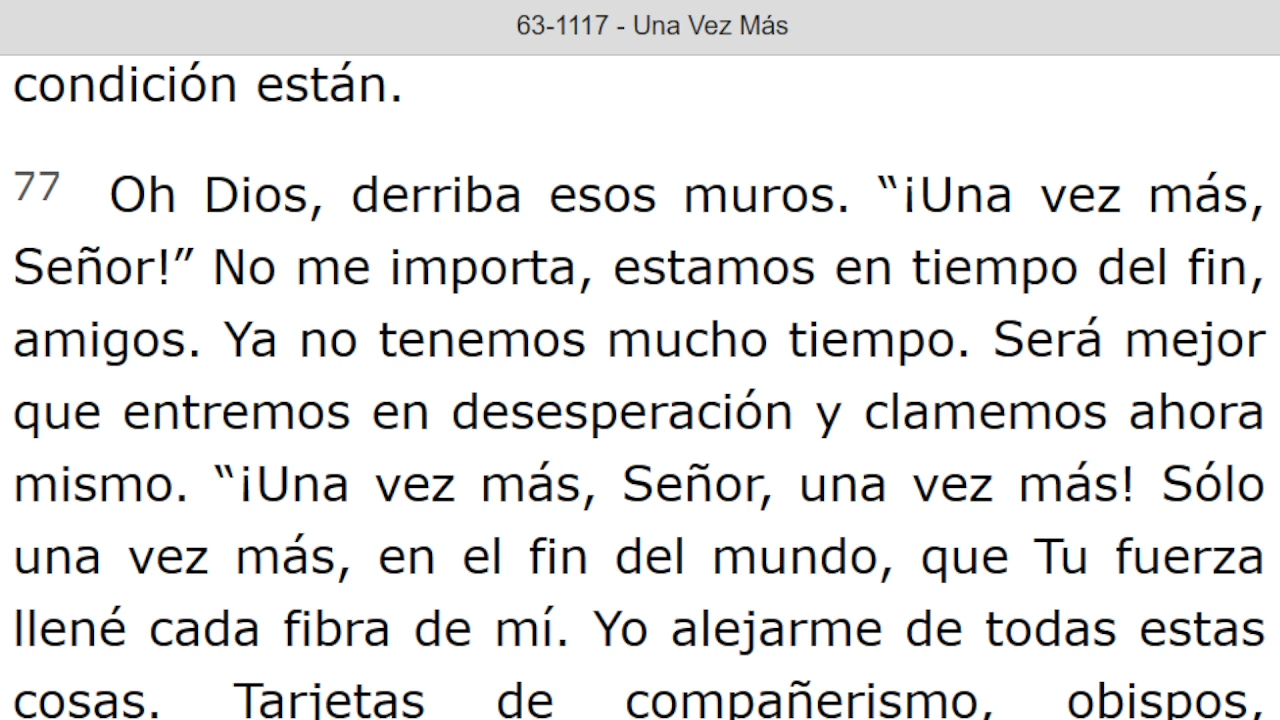 63-1117 - Una Vez Más
condición están.
77 Oh Dios, derriba esos muros. “¡Una vez más,
Señor!” No me importa, estamos en tiempo del fin,
amigos. Ya no tenemos mucho tiempo. Será mejor
que entremos en desesperación y clamemos ahora
mismo. “¡Una vez más, Señor, una vez más! Sólo
una vez más, en el fin del mundo, que Tu fuerza
llené cada fibra de mí. Yo alejarme de todas estas
cosas. Tarjetas de compañerismo, obispos,